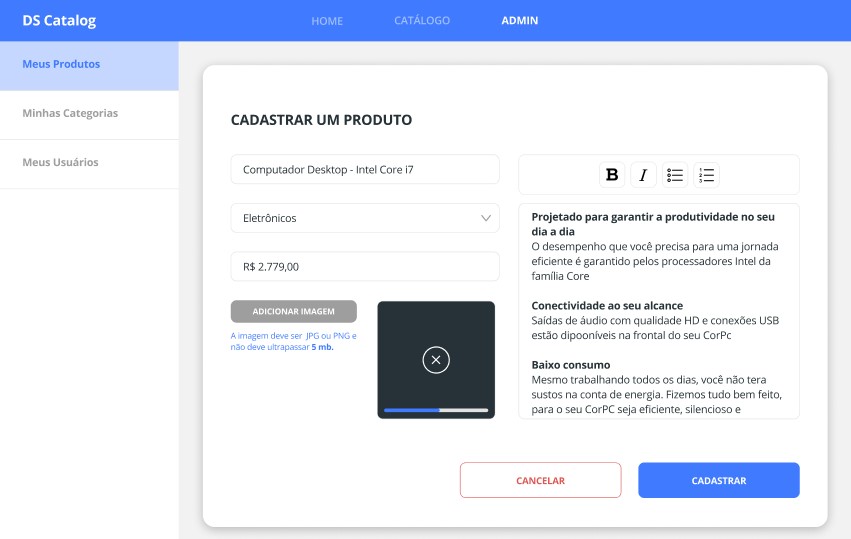 DS Catalog
HOME
CATÁLOGO
ADMIN
Meus Produtos
Minhas Categorias
Meus Usuários
CADASTRAR UM PRODUTO
Computador Desktop - Intel Core i7
Eletrônicos
R$ 2.779,00
ADICIONAR IMAGEM
A imagem deve ser JPG ou PNG e
não deve ultrapassar 5 mb.
B I
Projetado para garantir a produtividade no seu
dia a dia
O desempenho que você precisa para uma jornada
eficiente é garantido pelos processadores Intel da
família Core
Conectividade ao seu alcance
Saídas de áudio com qualidade HD e conexões USB
estão dipooníveis na frontal do seu CorPc
Baixo consumo
Mesmo trabalhando todos os dias, você não tera
sustos na conta de energia. Fizemos tudo bem feito,
para o seu CorPC seja eficiente, silencioso e
CANCELAR
CADASTRAR